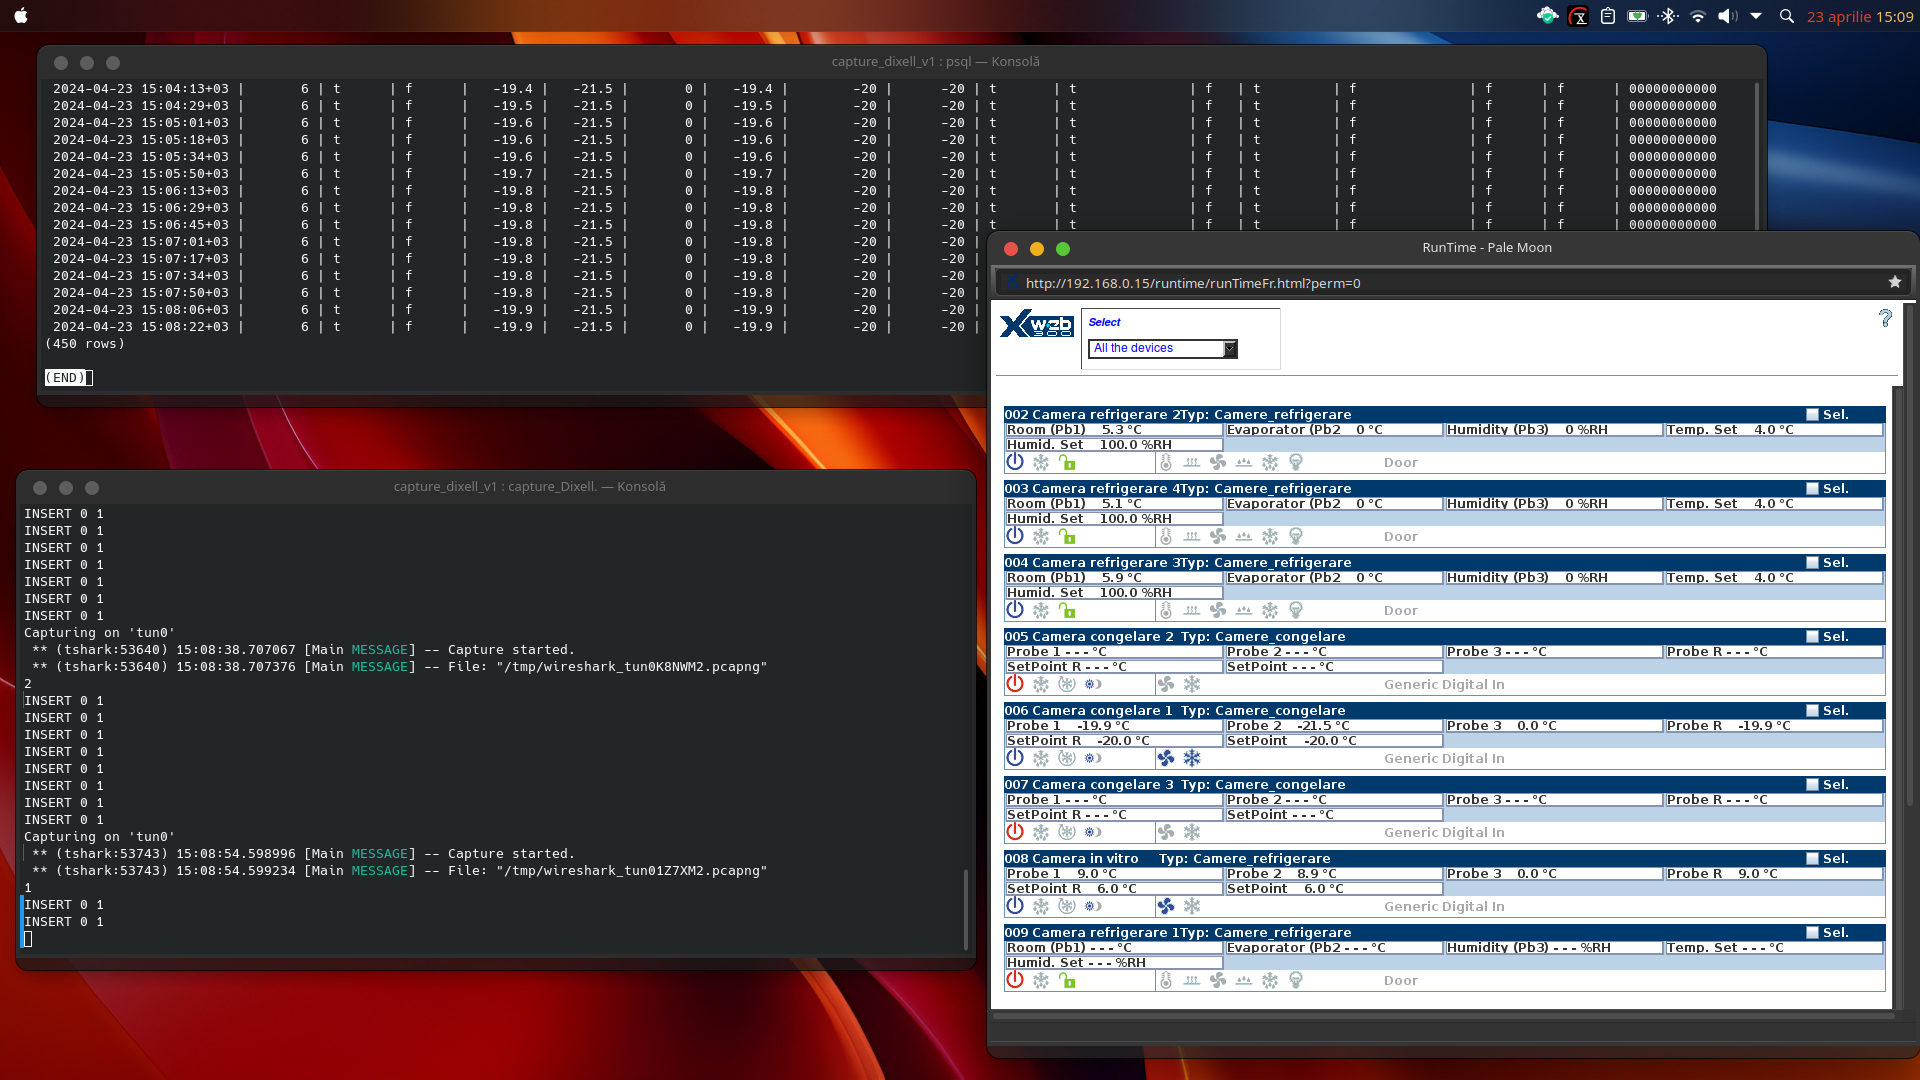 23 aprilie 15:09
capture_dixell_v1 : psql — Konsolă
2024-04-23 15:04:13+03 | 6 | t | f | -19.4 | -21.5 | 0 | -19.4 | -20 | -20 | t | t | f | t | f | f | f | 00000000000
2024-04-23 15:04:29+03 | 6 | t | f | -19.5 | -21.5 | 0 | -19.5 | -20 | -20 | t | t | f | t | f | f | f | 00000000000
2024-04-23 15:05:01+03 | 6 | t | f | -19.6 | -21.5 | 0 | -19.6 | -20 | -20 | t | t | f | t | f | f | f | 00000000000
2024-04-23 15:05:18+03 | 6 | t | f | -19.6 | -21.5 | 0 | -19.6 | -20 | -20 | t | t | f | t | f | f | f | 00000000000
2024-04-23 15:05:34+03 | 6 | t | f | -19.6 | -21.5 | 0 | -19.6 | -20 | -20 | t | t | f | t | f | f | f | 00000000000
2024-04-23 15:05:50+03 | 6 | t | f | -19.7 | -21.5 | 0 | -19.7 | -20 | -20 | t | t | f | t | f | f | f | 00000000000
2024-04-23 15:06:13+03 | 6 | t | f | -19.8 | -21.5 | 0 | -19.8 | -20 | -20 | t | t | f | t | f | f | f | 00000000000
2024-04-23 15:06:29+03 | 6 | t | f | -19.8 | -21.5 | 0 | -19.8 | -20 | -20 | t | t | f | t | f | f | f | 00000000000
2024-04-23 15:06:45+03 | 6 | t | f | -19.8 | -21.5 | 0 | -19.8 | -20 | -20 | t | t | f | t | f | f | f | 00000000000
2024-04-23 15:07:01+03 | 6 | t | f | -19.8 | -21.5 | 0 | -19.8 | -20 | -20 |
2024-04-23 15:07:17+03 | 6 | t | f | -19.8 | -21.5 | 0 | -19.8 | -20 | -20 |
2024-04-23 15:07:34+03 | 6 | t | f | -19.8 | -21.5 | 0 | -19.8 | -20 | -20 |
2024-04-23 15:07:50+03 | 6 | t | f | -19.8 | -21.5 | 0 | -19.8 | -20 | -20 |
2024-04-23 15:08:06+03 | 6 | t | f | -19.9 | -21.5 | 0 | -19.9 | -20 | -20 |
2024-04-23 15:08:22+03 | 6 | t | f | -19.9 | -21.5 | 0 | -19.9 | -20 | -20 |
(450 rows)
(END)
capture_dixell_v1 : capture_Dixell. — Konsolă
INSERT 0 1
INSERT 0 1
INSERT 0 1
INSERT 0 1
INSERT 0 1
INSERT 0 1
INSERT 0 1
Capturing on 'tun0'
** (tshark:53640) 15:08:38.707067 [Main MESSAGE] -- Capture started.
** (tshark:53640) 15:08:38.707376 [Main MESSAGE] -- File: "/tmp/wireshark_tun0K8NWM2.pcapng"
2
INSERT 0 1
INSERT 0 1
INSERT 0 1
INSERT 0 1
INSERT 0 1
INSERT 0 1
INSERT 0 1
INSERT 0 1
Capturing on 'tun0'
** (tshark:53743) 15:08:54.598996 [Main MESSAGE] -- Capture started.
** (tshark:53743) 15:08:54.599234 [Main MESSAGE] -- File: "/tmp/wireshark_tun01Z7XM2.pcapng"
1
INSERT 0 1
INSERT 0 1
RunTime - Pale Moon
http://192.168.0.15/runtime/runTimeFr.html?perm=0
Xweb 500
Select
All the devices
?
002 Camera refrigerare 2Typ: Camere_refrigerare Sel.
Room (Pb1) 5.3 °C Evaporator (Pb2 0 °C Humidity (Pb3) 0 %RH Temp. Set 4.0 °C
Humid. Set 100.0 %RH
Door
003 Camera refrigerare 4Typ: Camere_refrigerare Sel.
Room (Pb1) 5.1 °C Evaporator (Pb2 0 °C Humidity (Pb3) 0 %RH Temp. Set 4.0 °C
Humid. Set 100.0 %RH
Door
004 Camera refrigerare 3Typ: Camere_refrigerare Sel.
Room (Pb1) 5.9 °C Evaporator (Pb2 0 °C Humidity (Pb3) 0 %RH Temp. Set 4.0 °C
Humid. Set 100.0 %RH
Door
005 Camera congelare 2 Typ: Camere_congelare Sel.
Probe 1 - - - °C Probe 2 - - - °C Probe 3 - - - °C Probe R - - - °C
SetPoint R - - - °C SetPoint - - - °C
Generic Digital In
006 Camera congelare 1 Typ: Camere_congelare Sel.
Probe 1 -19.9 °C Probe 2 -21.5 °C Probe 3 0.0 °C Probe R -19.9 °C
SetPoint R -20.0 °C SetPoint -20.0 °C
Generic Digital In
007 Camera congelare 3 Typ: Camere_congelare Sel.
Probe 1 - - - °C Probe 2 - - - °C Probe 3 - - - °C Probe R - - - °C
SetPoint R - - - °C SetPoint - - - °C
Generic Digital In
008 Camera in vitro Typ: Camere_refrigerare Sel.
Probe 1 9.0 °C Probe 2 8.9 °C Probe 3 0.0 °C Probe R 9.0 °C
SetPoint R 6.0 °C SetPoint 6.0 °C
Generic Digital In
009 Camera refrigerare 1Typ: Camere_refrigerare Sel.
Room (Pb1) - - - °C Evaporator (Pb2 - - - °C Humidity (Pb3) - - - %RH Temp. Set - - - °C
Humid. Set - - - %RH
Door